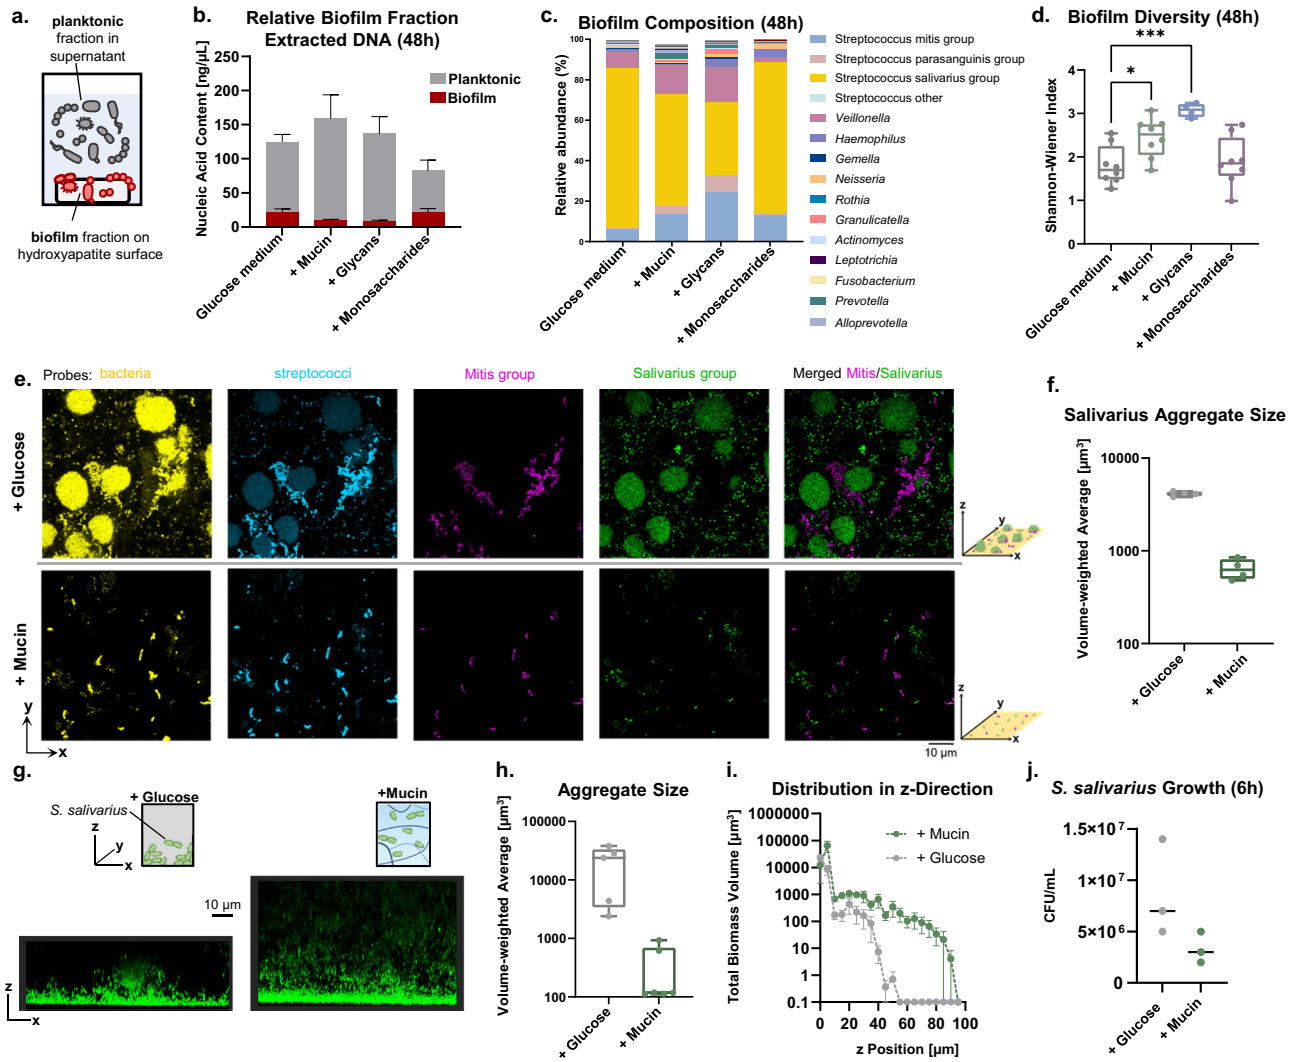 a.
planktonic
fraction in
supernatant
biofilm fraction on
hydroxyapatite surface
b.
Relative Biofilm Fraction
Extracted DNA (48h)
Nucleic Acid Content [ng/µL]
250
200
150
100
50
0
Planktonic
Biofilm
Glucose medium
+ Mucin
+ Glycans
+ Monosaccharides
c.
Biofilm Composition (48h)
Relative abundance (%)
100
80
60
40
20
0
Glucose medium
+ Mucin
+ Glycans
+ Monosaccharides
Streptococcus mitis group
Streptococcus parasanguinis group
Streptococcus salivarius group
Streptococcus other
Veillonella
Haemophilus
Gemella
Neisseria
Rothia
Granulicatella
Actinomyces
Leptotrichia
Fusobacterium
Prevotella
Alloprevotella
d.
Biofilm Diversity (48h)
***
*
Shannon-Wiener Index
4
3
2
1
0
Glucose medium
+ Mucin
+ Glycans
+ Monosaccharides
e.
Probes: bacteria
streptococci
Mitis group
Salivarius group
Merged Mitis/Salivarius
+ Glucose
z
y
x
+ Mucin
y
x
z
y
x
10 µm
f.
Salivarius Aggregate Size
Volume-weighted Average [µm³]
10000
1000
100
+ Glucose
+ Mucin
g.
+ Glucose
S. salivarius
z
y
x
+Mucin
10 µm
z
x
h.
Aggregate Size
Volume-weighted Average [µm³]
100000
10000
1000
100
+ Glucose
+ Mucin
i.
Distribution in z-Direction
Total Biomass Volume [µm³]
1000000
100000
10000
1000
100
10
1
0.1
+ Mucin
+ Glucose
0 20 40 60 80 100
z Position [µm]
j.
S. salivarius Growth (6h)
CFU/mL
1.5×10⁷
1×10⁷
5×10⁶
0
+ Glucose
+ Mucin